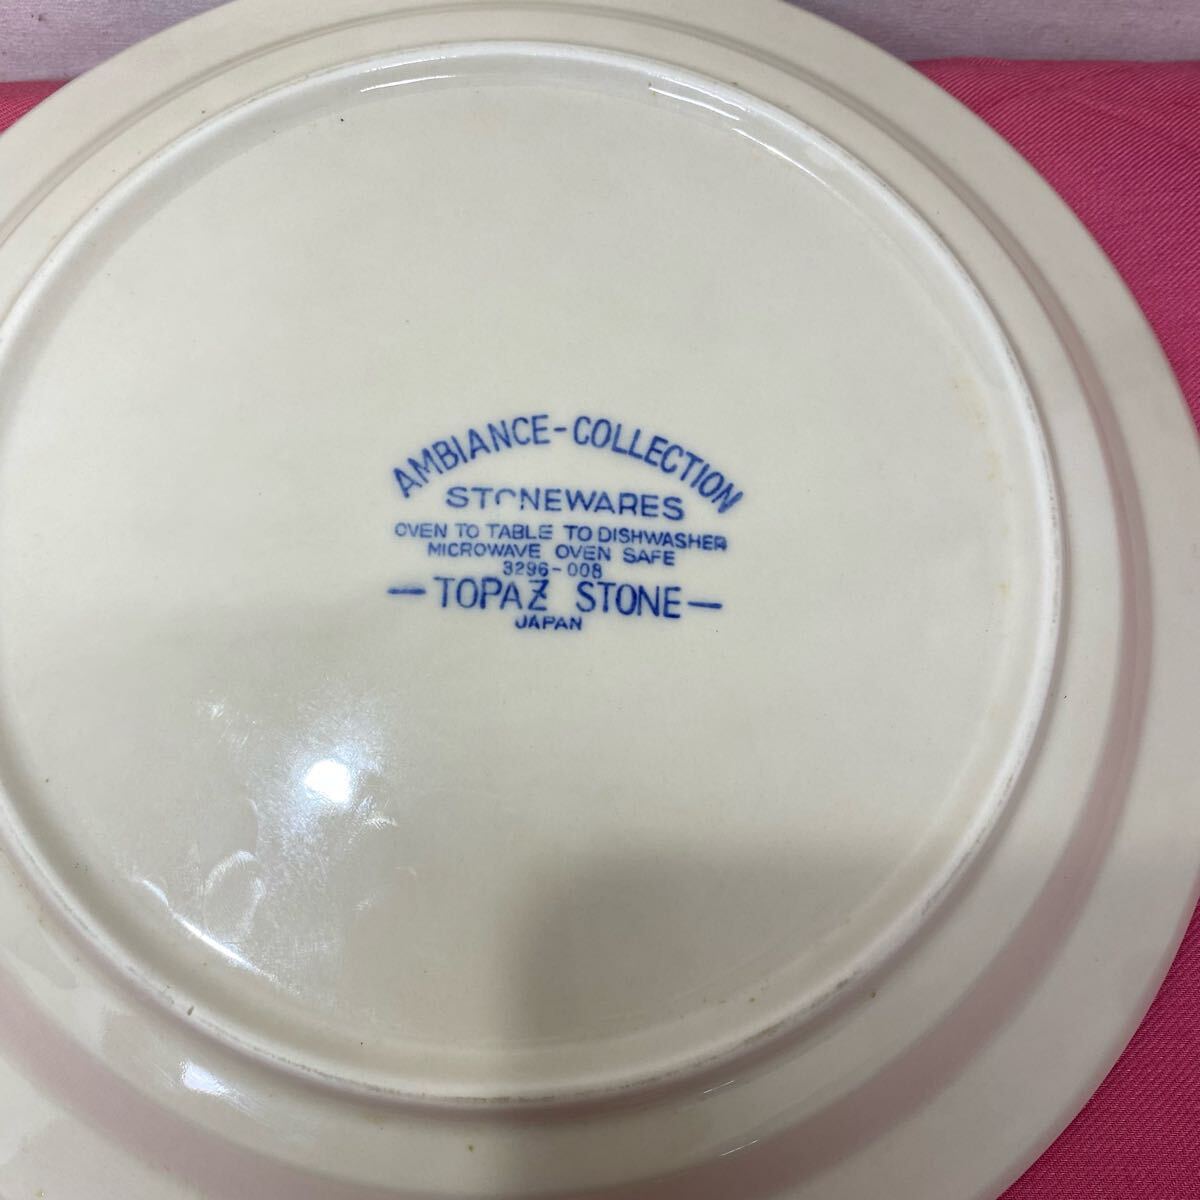 AMBIANCE-COLLECTION
STONEWARES
OVEN TO TABLE TO DISHWASHER
MICROWAVE OVEN SAFE
3296-008
—TOPAZ STONE—
JAPAN